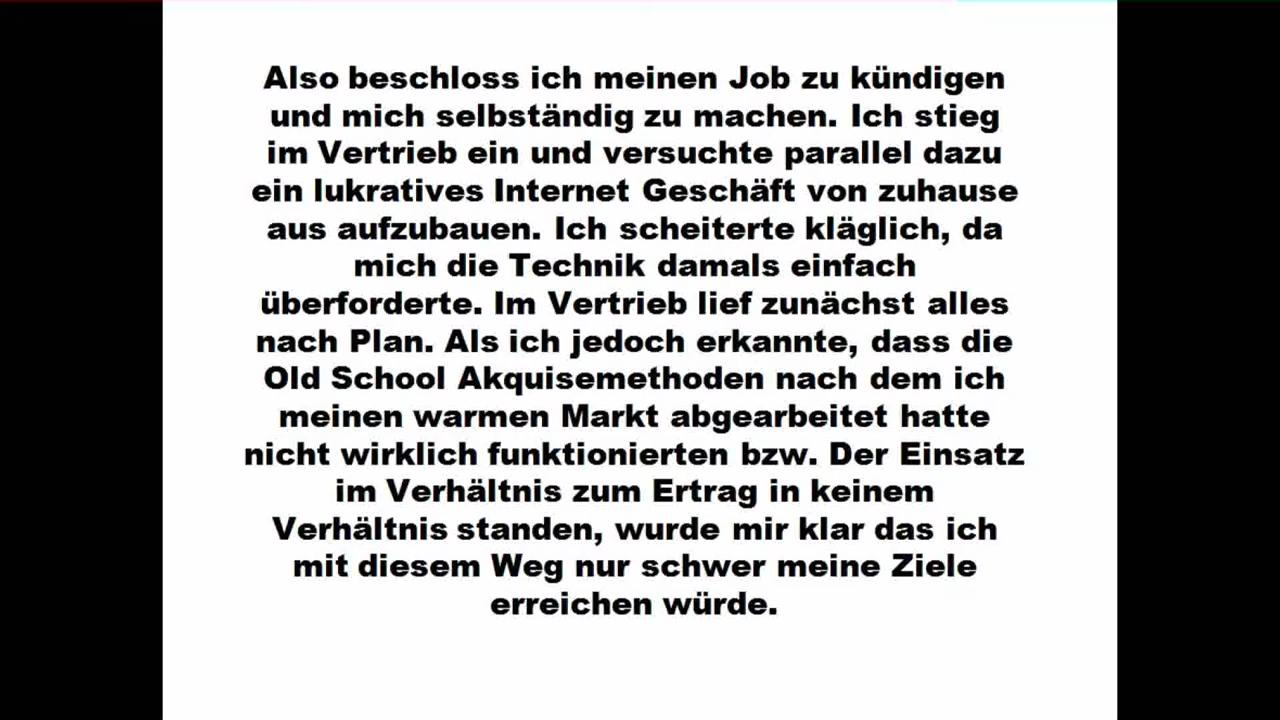 Also beschloss ich meinen Job zu kündigen
und mich selbständig zu machen. Ich stieg
im Vertrieb ein und versuchte parallel dazu
ein lukratives Internet Geschäft von zuhause
aus aufzubauen. Ich scheiterte kläglich, da
mich die Technik damals einfach
überforderte. Im Vertrieb lief zunächst alles
nach Plan. Als ich jedoch erkannte, dass die
Old School Akquisemethoden nach dem ich
meinen warmen Markt abgearbeitet hatte
nicht wirklich funktionierten bzw. Der Einsatz
im Verhältnis zum Ertrag in keinem
Verhältnis standen, wurde mir klar das ich
mit diesem Weg nur schwer meine Ziele
erreichen würde.